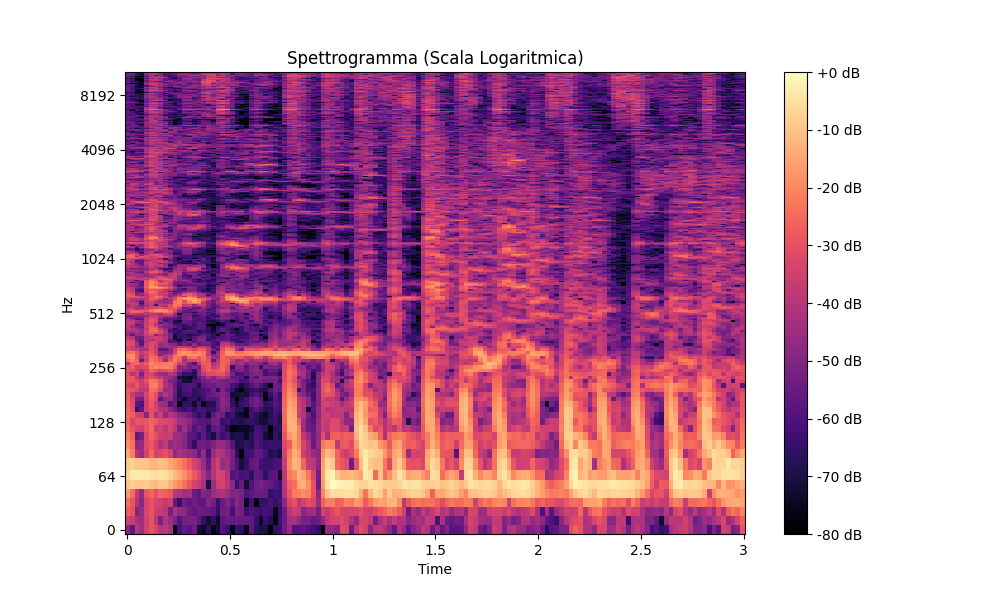 Spettrogramma (Scala Logaritmica)
8192
4096
2048
1024
512
256
128
64
0
Hz
0 0.5 1 1.5 2 2.5 3
Time
+0 dB
-10 dB
-20 dB
-30 dB
-40 dB
-50 dB
-60 dB
-70 dB
-80 dB